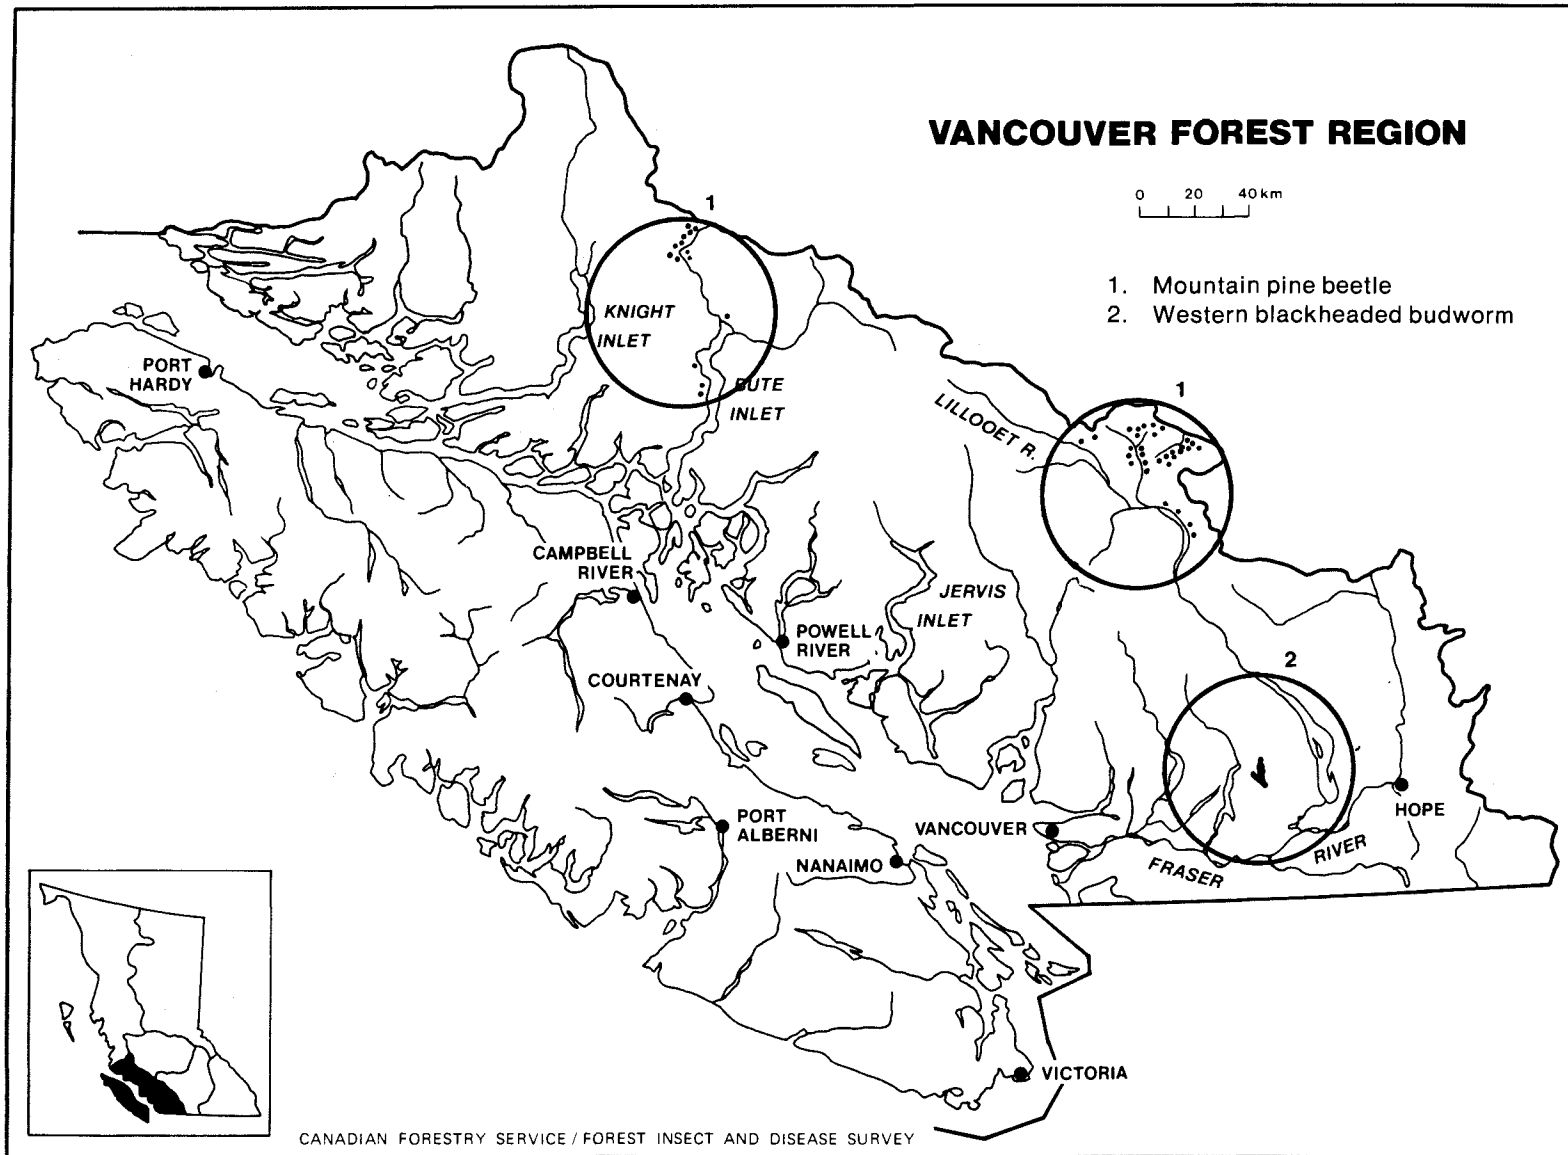 VANCOUVER FOREST REGION
0 20 40 km
1. Mountain pine beetle
2. Western blackheaded budworm
1
KNIGHT
INLET
PORT
HARDY
BUTE
INLET
1
LILLOOET R.
CAMPBELL
RIVER
JERVIS
INLET
POWELL
RIVER
2
COURTENAY
PORT
ALBERNI
VANCOUVER
HOPE
NANAIMO
FRASER
RIVER
VICTORIA
CANADIAN FORESTRY SERVICE / FOREST INSECT AND DISEASE SURVEY